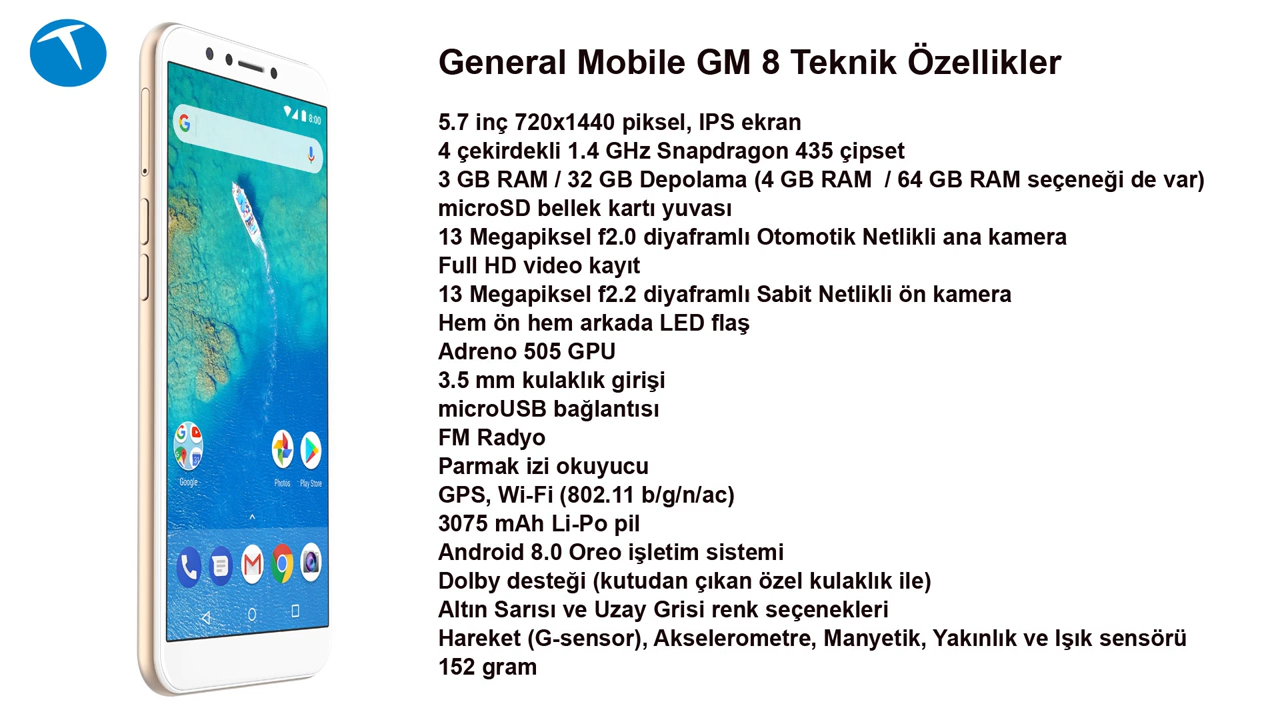 General Mobile GM 8 Teknik Özellikler
5.7 inç 720x1440 piksel, IPS ekran
4 çekirdekli 1.4 GHz Snapdragon 435 çipset
3 GB RAM / 32 GB Depolama (4 GB RAM  / 64 GB RAM seçeneği de var)
microSD bellek kartı yuvası
13 Megapiksel f2.0 diyaframlı Otomotik Netlikli ana kamera
Full HD video kayıt
13 Megapiksel f2.2 diyaframlı Sabit Netlikli ön kamera
Hem ön hem arkada LED flaş
Adreno 505 GPU
3.5 mm kulaklık girişi
microUSB bağlantısı
FM Radyo
Parmak izi okuyucu
GPS, Wi-Fi (802.11 b/g/n/ac)
3075 mAh Li-Po pil
Android 8.0 Oreo işletim sistemi
Dolby desteği (kutudan çıkan özel kulaklık ile)
Altın Sarısı ve Uzay Grisi renk seçenekleri
Hareket (G-sensor), Akselerometre, Manyetik, Yakınlık ve Işık sensörü
152 gram
8:00
Google
Photos
Play Store